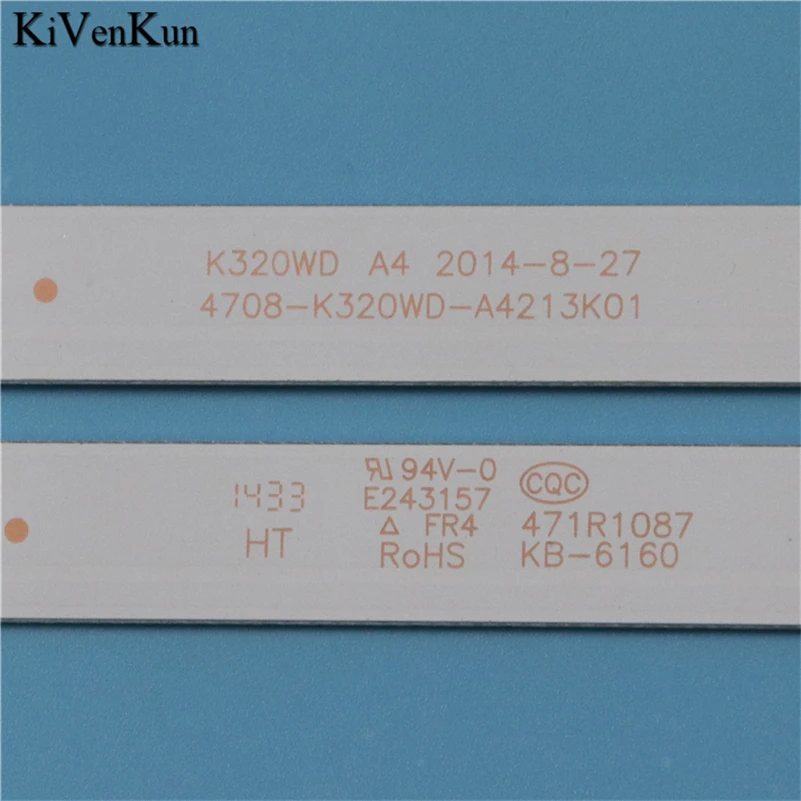 KiVenKun
K320WD A4 2014-8-27
4708-K320WD-A4213K01
1433
HT
94V-0
E243157
△ FR4
RoHS
CQC
471R1087
KB-6160